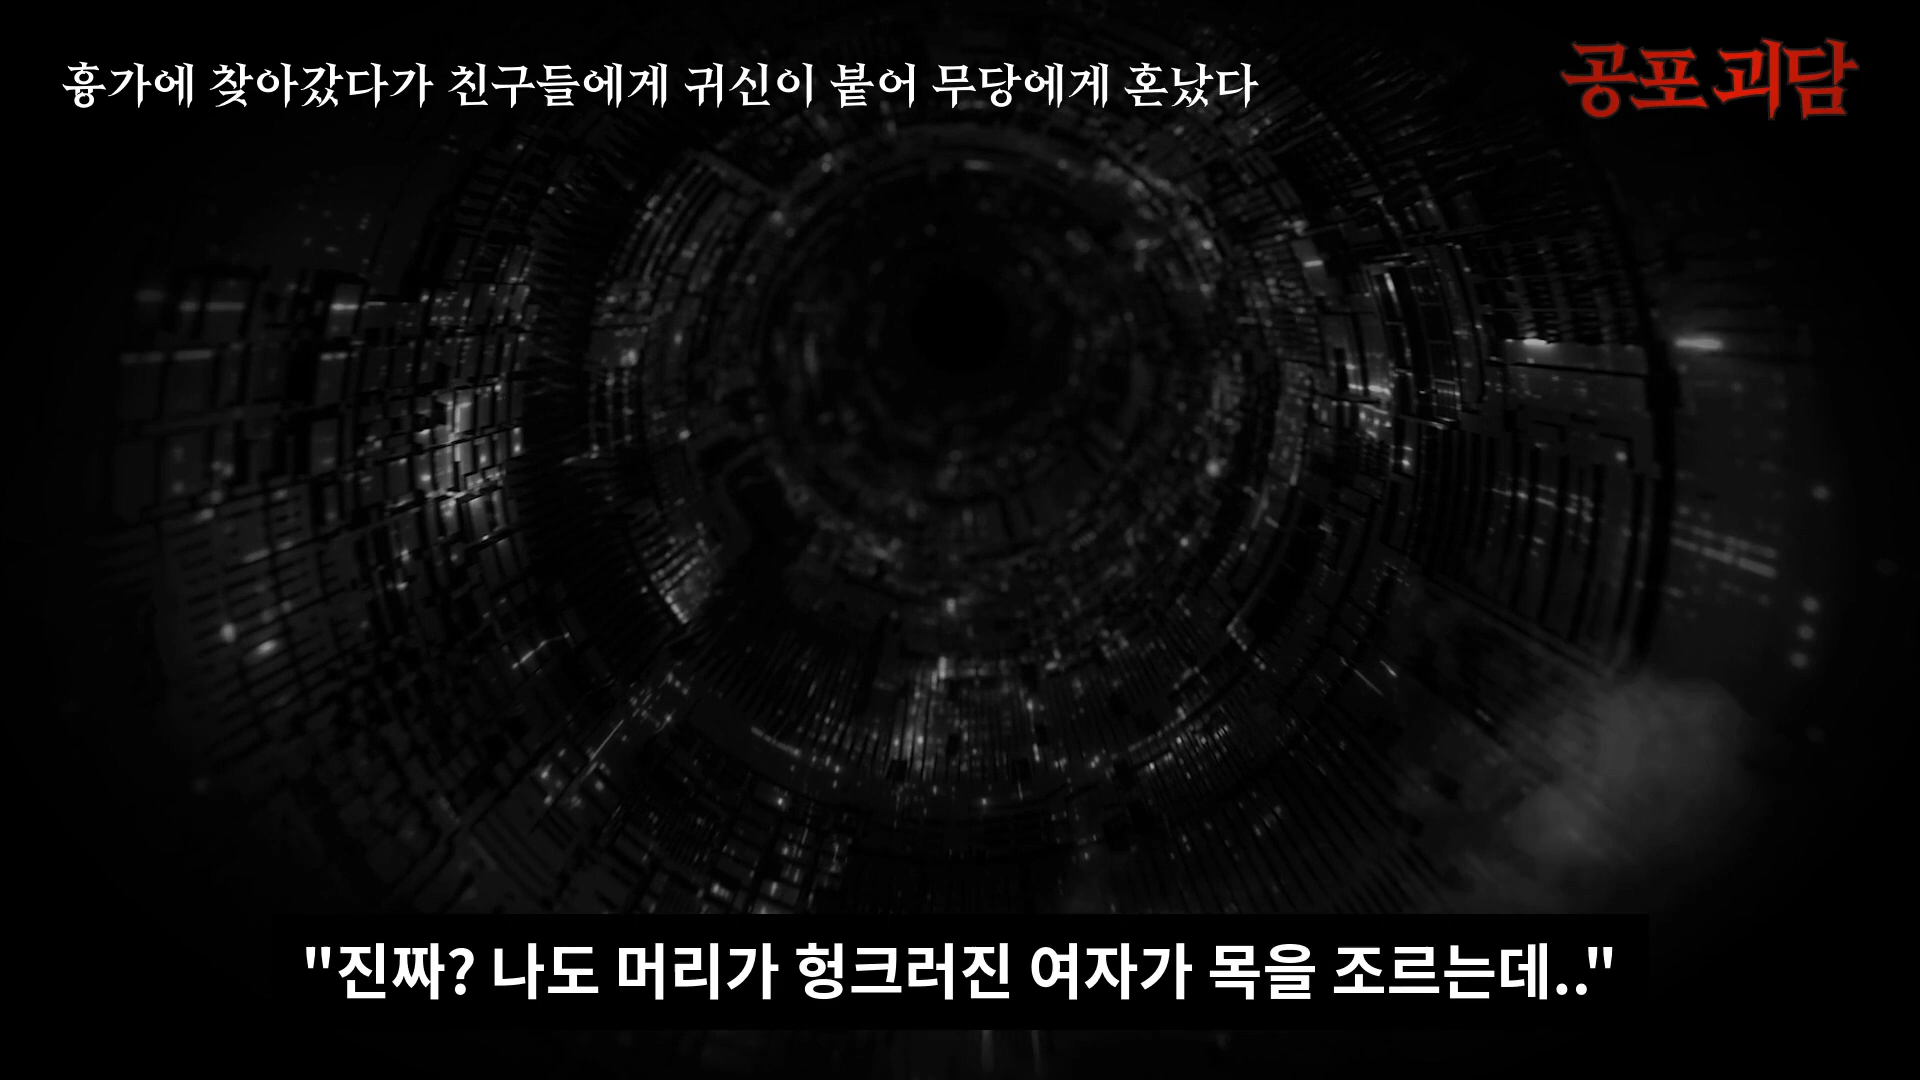 흉가에 찾아갔다가 친구들에게 귀신이 붙어 무당에게 혼났다
공포 괴담
"진짜? 나도 머리가 헝크러진 여자가 목을 조르는데.."